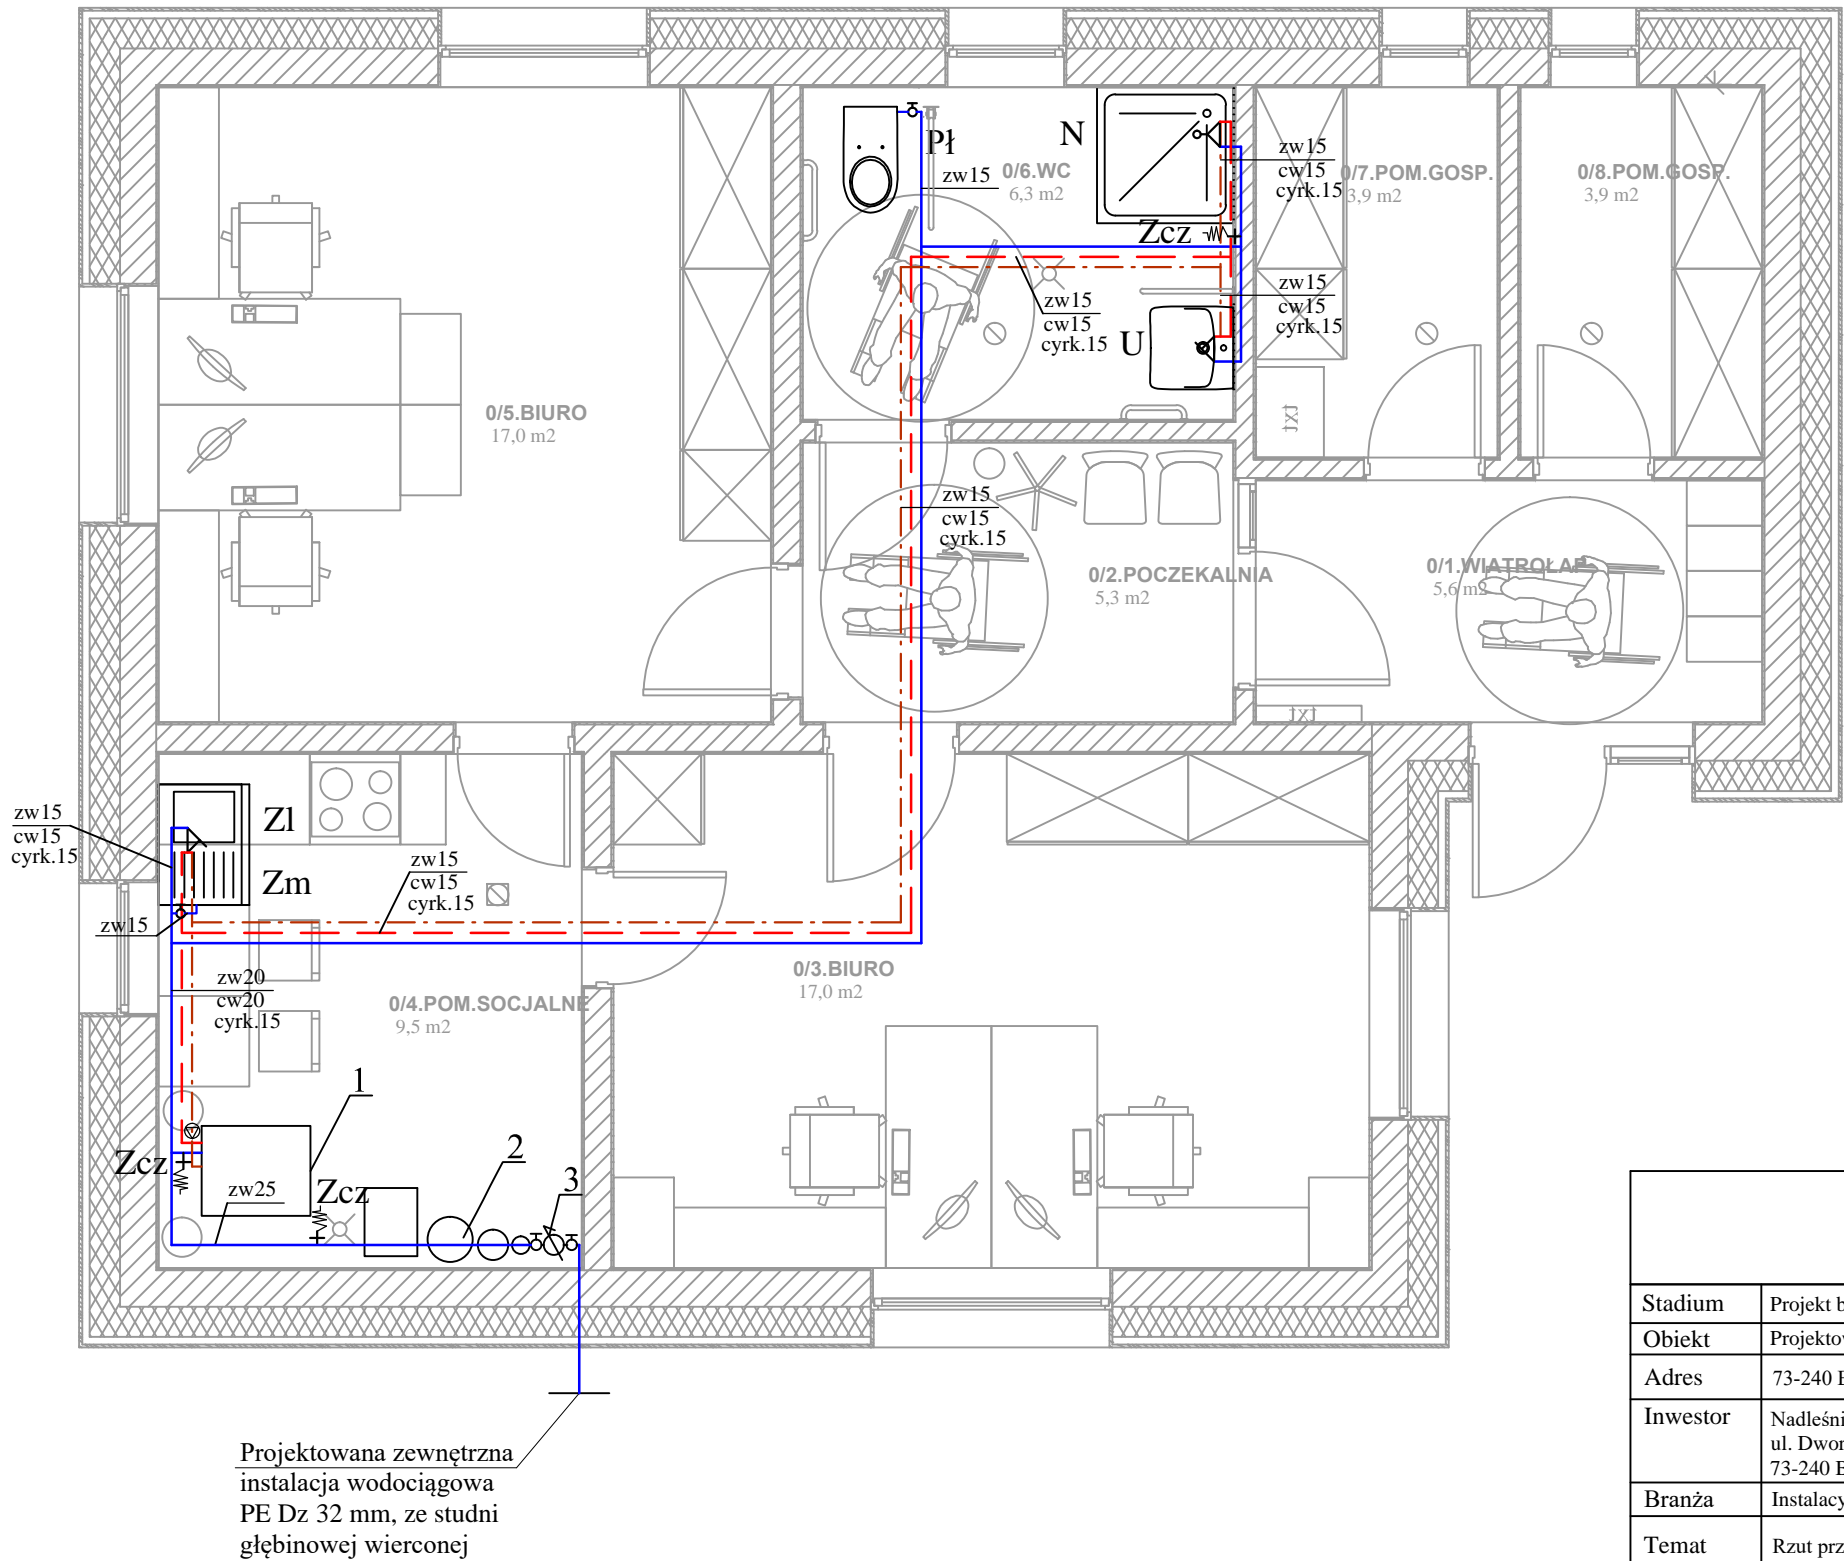 Pł
N
zw15
0/6.WC
6,3 m2
zw15
cw15
cyrk.15
0/7.POM.GOSP.
3,9 m2
0/8.POM.GOSP.
3,9 m2
Zcz
zw15
cw15
cyrk.15
zw15
cw15
cyrk.15
U
0/5.BIURO
17,0 m2
zw15
cw15
cyrk.15
0/2.POCZEKALNIA
5,3 m2
0/1.WIATROŁAP
5,6 m2
zw15
cw15
cyrk.15
Zl
Zm
zw15
cw15
cyrk.15
zw15
zw20
cw20
cyrk.15
0/4.POM.SOCJALNE
9,5 m2
0/3.BIURO
17,0 m2
1
2
3
Zcz
zw25
Zcz
Projektowana zewnętrzna
instalacja wodociągowa
PE Dz 32 mm, ze studni
głębinowej wierconej
Stadium Projekt b
Obiekt Projektow
Adres 73-240 B
Inwestor Nadleśni
ul. Dwor
73-240 B
Branża Instalacy
Temat Rzut prz